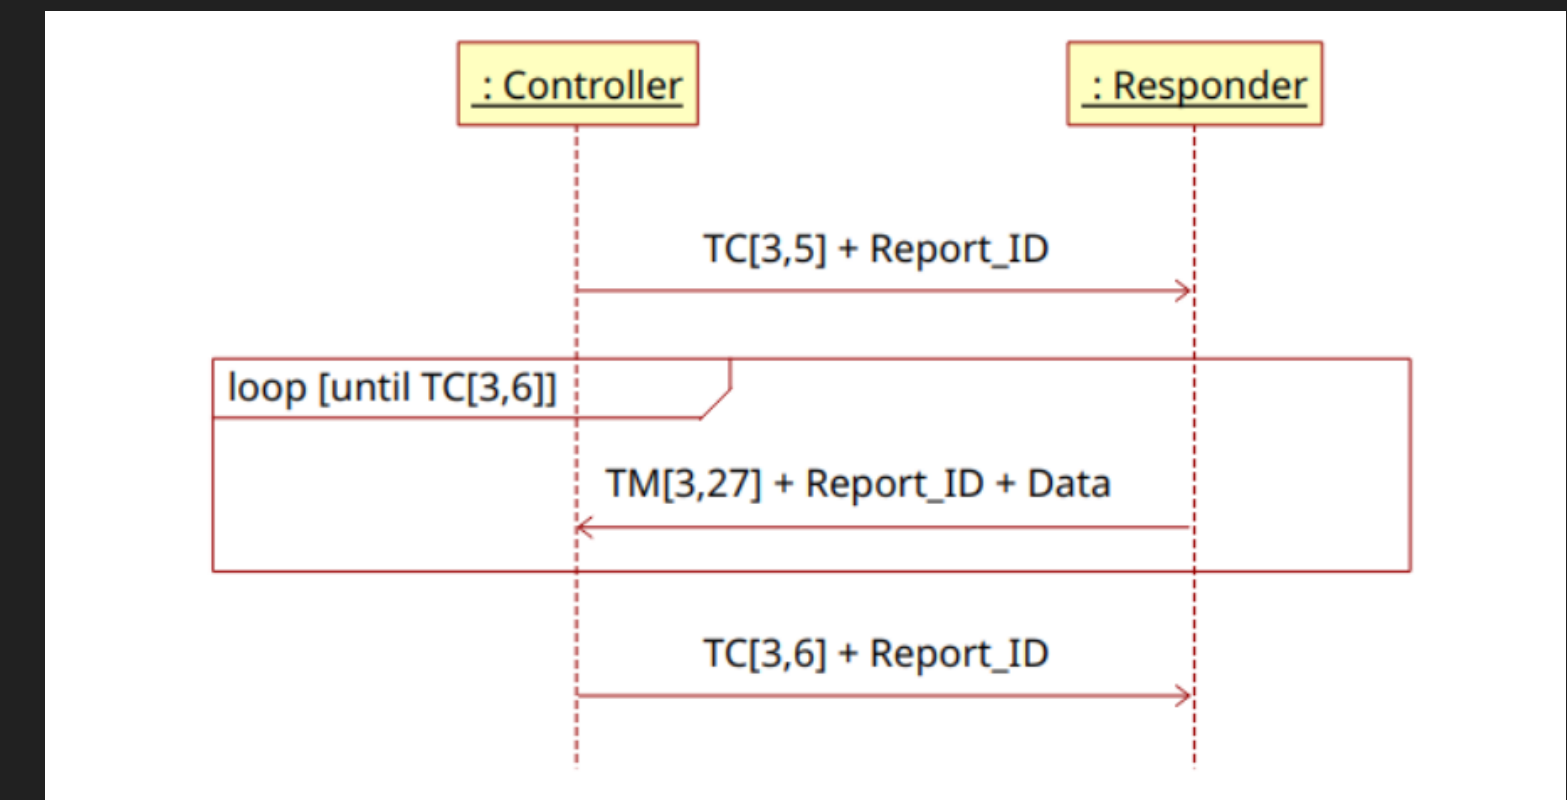 : Controller
: Responder
TC[3,5] + Report_ID
loop [until TC[3,6]]
TM[3,27] + Report_ID + Data
TC[3,6] + Report_ID